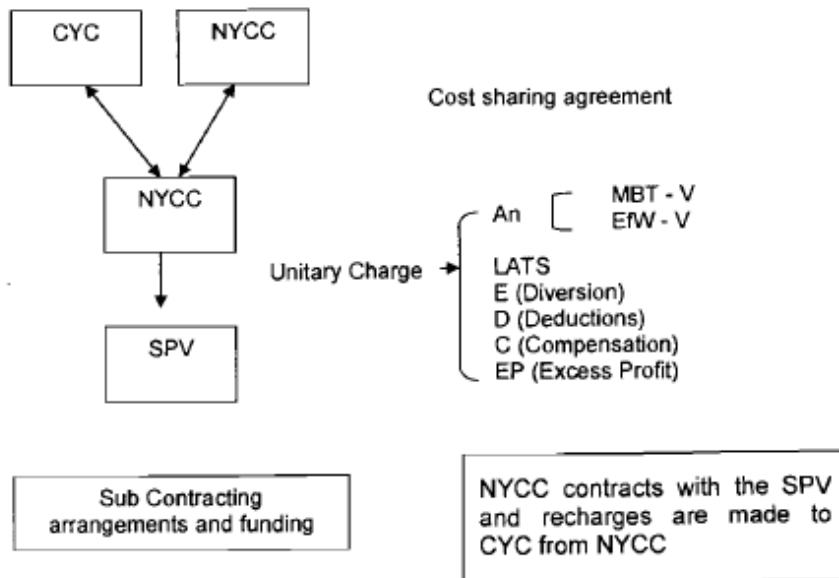 CYC
NYCC
Cost sharing agreement
NYCC
MBT - V
An
EfW - V
Unitary Charge
LATS
E (Diversion)
D (Deductions)
C (Compensation)
EP (Excess Profit)
SPV
Sub Contracting
arrangements and funding
NYCC contracts with the SPV
and recharges are made to
CYC from NYCC